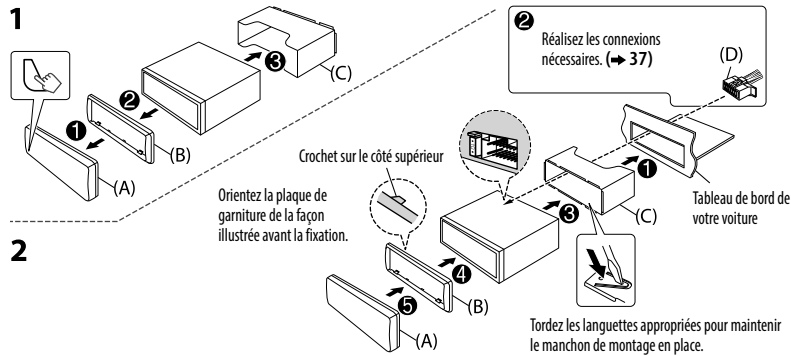 1
❸
(C)
❷
❶
(B)
(A)
❷
Réalisez les connexions
nécessaires. (➜ 37)
(D)
❶
Tableau de bord de
votre voiture
(C)
❸
Crochet sur le côté supérieur
Orientez la plaque de
garniture de la façon
illustrée avant la fixation.
2
❹
(B)
❺
(A)
Tordez les languettes appropriées pour maintenir
le manchon de montage en place.